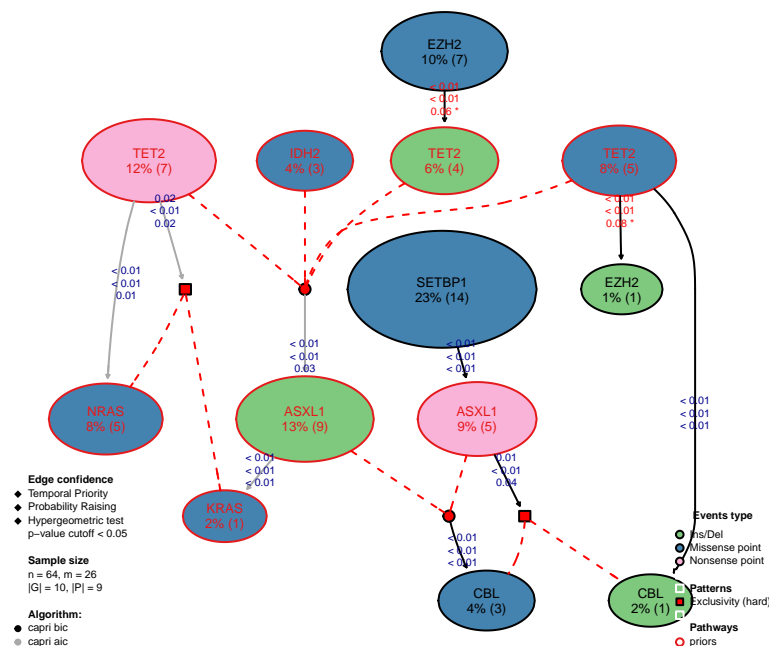 EZH2
10% (7)
< 0.01
< 0.01
0.06 *
TET2
12% (7)
IDH2
4% (3)
TET2
6% (4)
TET2
8% (5)
0.02
< 0.01
0.02
< 0.01
< 0.01
0.08 *
SETBP1
23% (14)
EZH2
1% (1)
< 0.01
< 0.01
0.01
< 0.01
< 0.01
0.03
< 0.01
< 0.01
< 0.01
NRAS
8% (5)
ASXL1
13% (9)
ASXL1
9% (5)
< 0.01
< 0.01
< 0.01
< 0.01
< 0.01
< 0.01
0.01
< 0.01
0.04
KRAS
2% (1)
< 0.01
< 0.01
< 0.01
CBL
4% (3)
CBL
2% (1)
Edge confidence
Temporal Priority
Probability Raising
Hypergeometric test
p−value cutoff < 0.05
Sample size
n = 64, m = 26
|G| = 10, |P| = 9
Algorithm:
capri bic
capri aic
Events type
Ins/Del
Missense point
Nonsense point
Patterns
Exclusivity (hard)
Pathways
priors